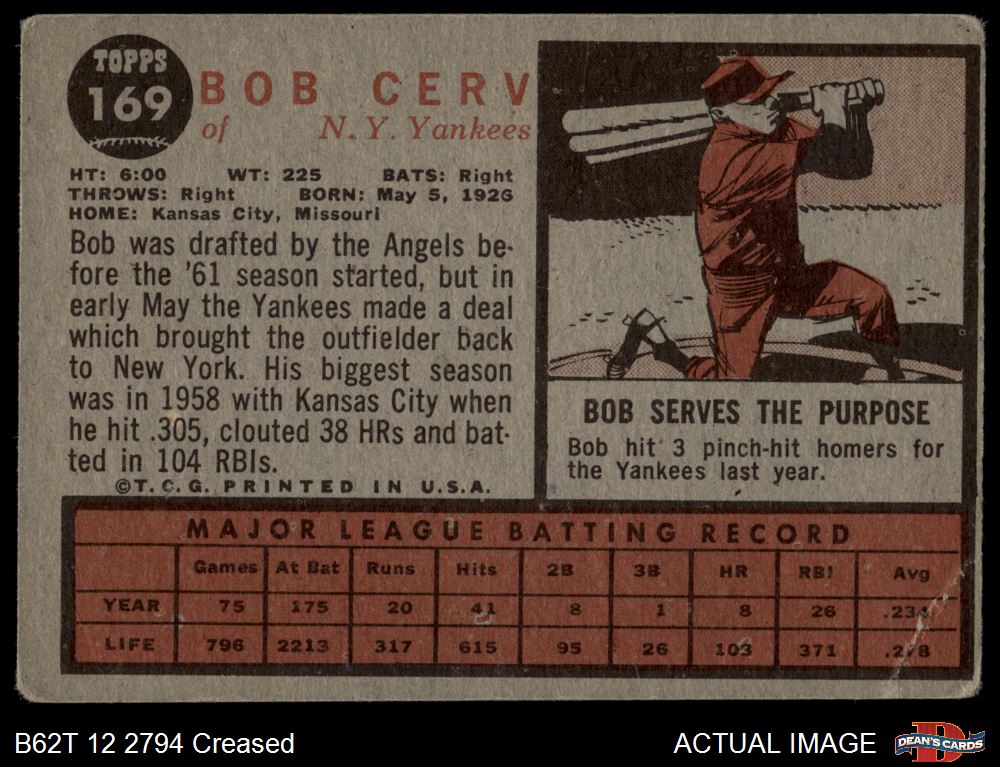 TOPPS
169
BOB CERV
of N. Y. Yankees
HT: 6:00 WT: 225 BATS: Right
THROWS: Right BORN: May 5, 1926
HOME: Kansas City, Missouri
Bob was drafted by the Angels be-
fore the '61 season started, but in
early May the Yankees made a deal
which brought the outfielder back
to New York. His biggest season
was in 1958 with Kansas City when
he hit .305, clouted 38 HRs and bat-
ted in 104 RBIs.
©T. C. G. PRINTED IN U.S.A.
BOB SERVES THE PURPOSE
Bob hit 3 pinch-hit homers for
the Yankees last year.
MAJOR LEAGUE BATTING RECORD
Games At Bat Runs Hits 2B 3B HR RBI Avg
YEAR 75 175 20 41 8 1 8 26 .234
LIFE 796 2213 317 615 95 26 103 371 .278
B62T 12 2794 Creased
ACTUAL IMAGE
D
DEAN'S CARDS